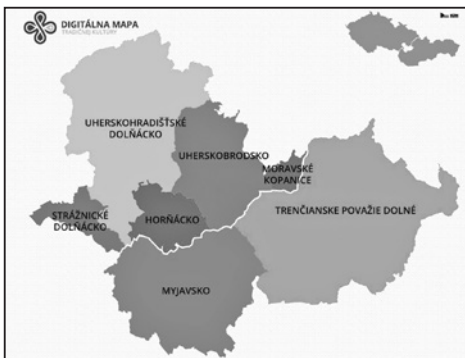 DIGITÁLNA MAPA
TRADIČNEJ KULTÚRY
UHERSKOHRADIŠŤSKÉ
DOLŇÁCKO
UHERSKOBRODSKO
MORAVSKÉ
KOPANICE
STRÁŽNICKÉ
DOLŇÁCKO
HORŇÁCKO
TRENČIANSKE POVAŽIE DOLNÉ
MYJAVSKO